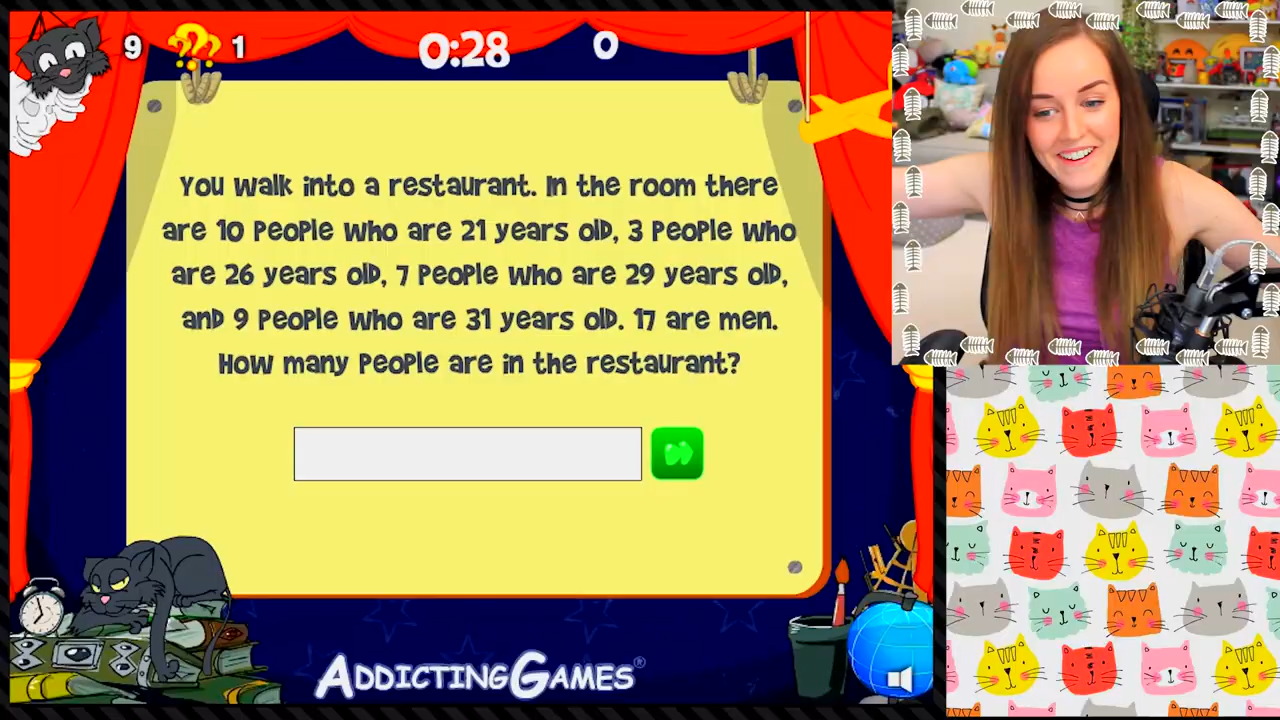 9 ??? 1 0:28 0
You walk into a restaurant. In the room there
are 10 people who are 21 years old, 3 people who
are 26 years old, 7 people who are 29 years old,
and 9 people who are 31 years old. 17 are men.
How many people are in the restaurant?
AddictingGames®